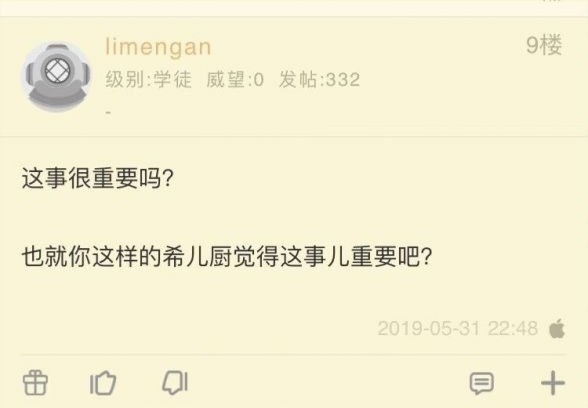 limengan
9楼
级别:学徒 威望:0 发帖:332
-
这事很重要吗?
也就你这样的希儿厨觉得这事儿重要吧?
2019-05-31 22:48